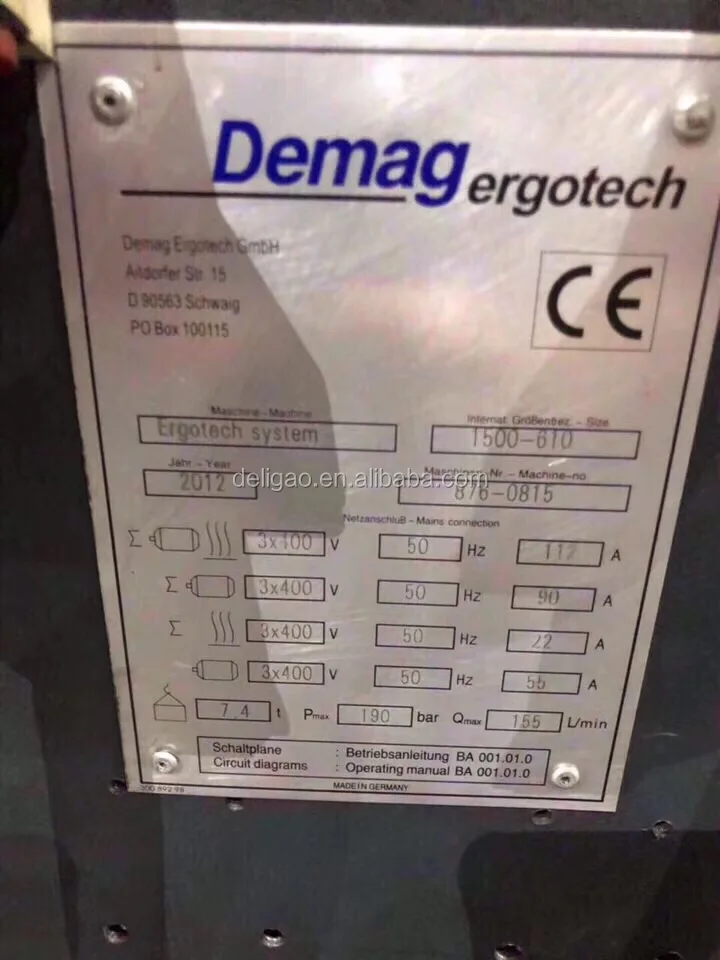 Demag ergotech
Demag Ergotech GmbH
Altdorfer Str. 15
D 90563 Schwaig
PO Box 100115
CE
Maschine - Machine
Ergotech system
Internat. Größenbez. - Size
1500-610
Jahr - Year
2012
deligao.en.alibaba.com
Maschinen-Nr. - Machine-no
876-0815
Netzanschluß - Mains connection
Σ 3x400 V 50 Hz 112 A
Σ 3x400 V 50 Hz 90 A
Σ 3x400 V 50 Hz 22 A
3x400 V 50 Hz 55 A
7.4 t Pmax 190 bar Qmax 155 L/min
Schaltplane : Betriebsanleitung BA 001.01.0
Circuit diagrams : Operating manual BA 001.01.0
MADE IN GERMANY